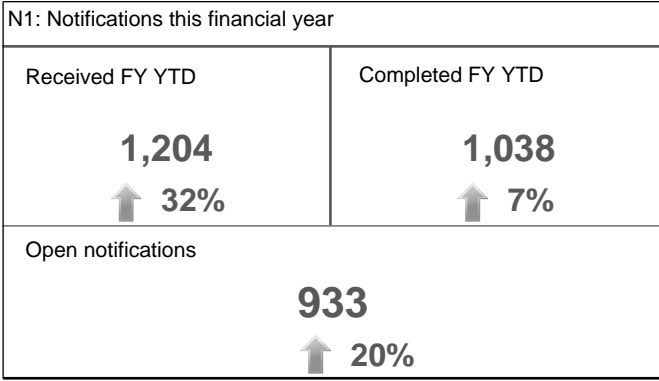 N1: Notifications this financial year
Received FY YTD
1,204
32%
Completed FY YTD
1,038
7%
Open notifications
933
20%